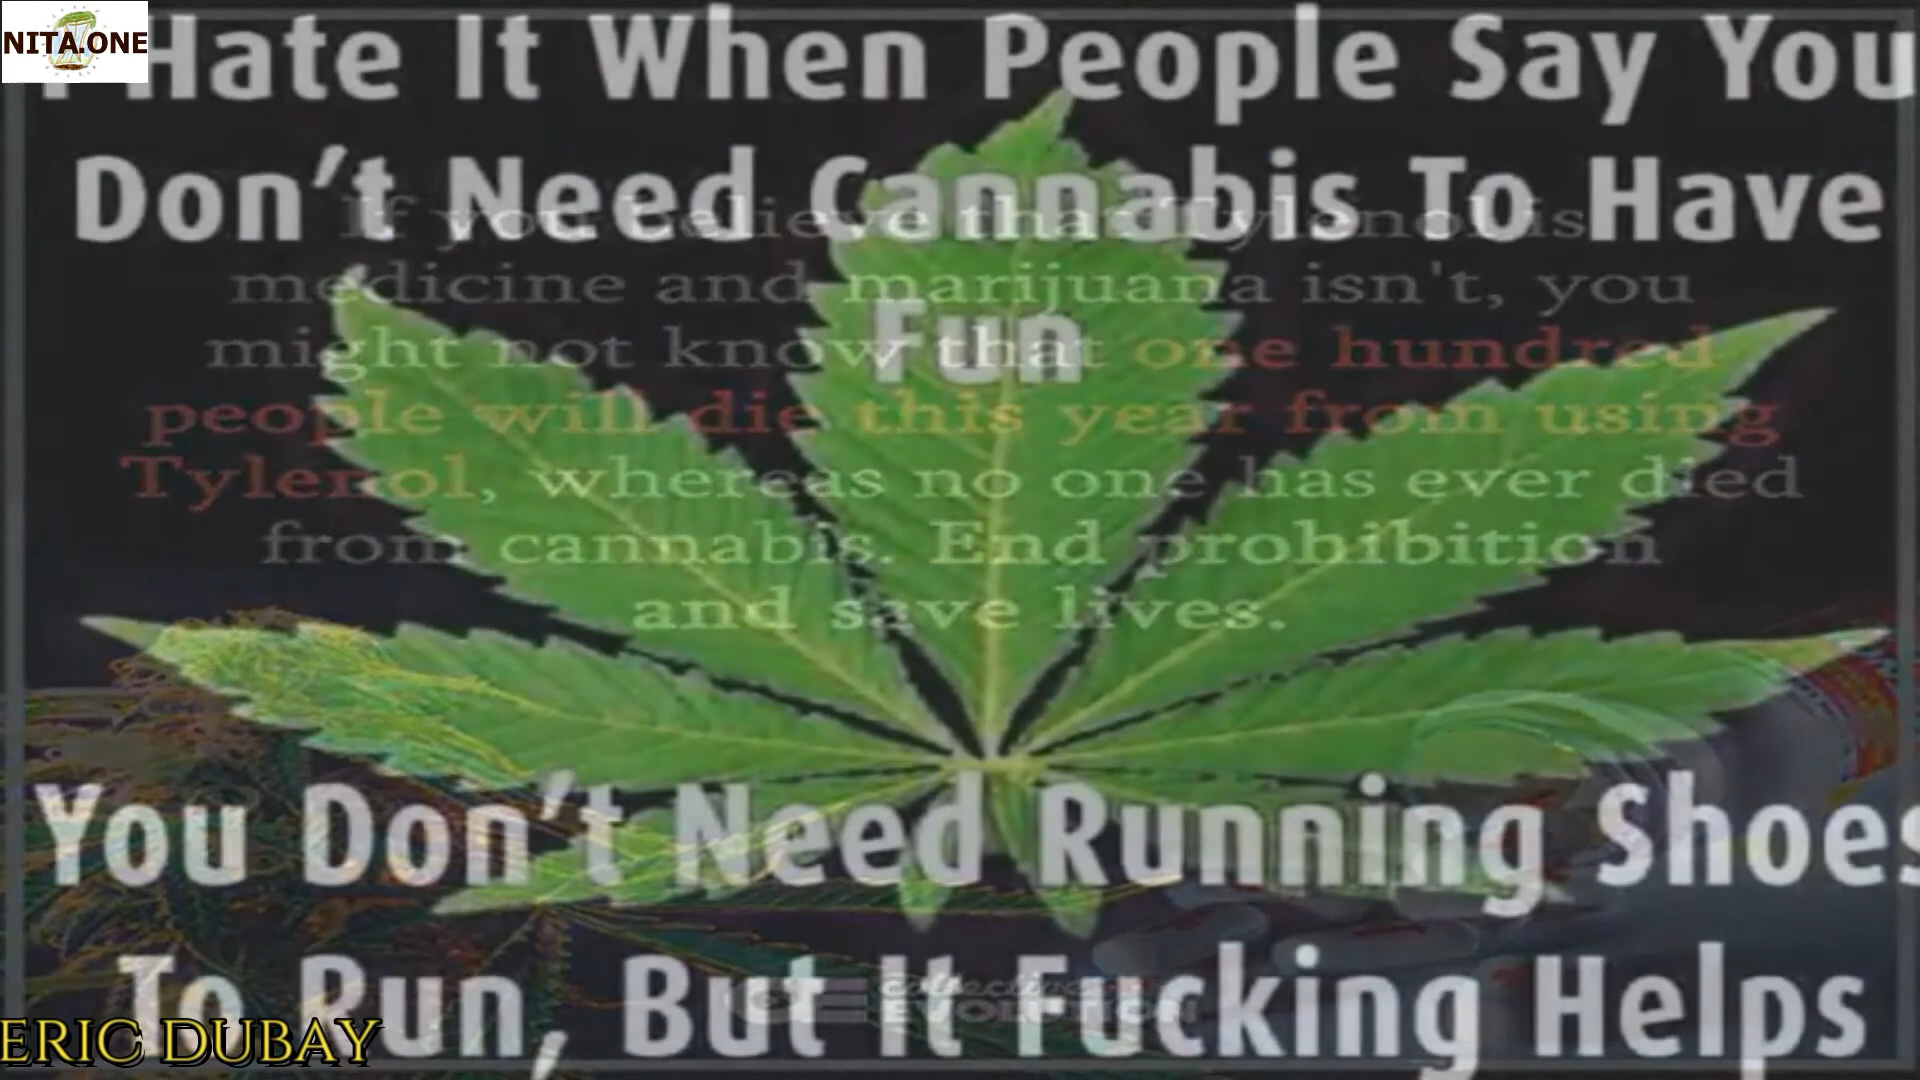 NITA.ONE
I Hate It When People Say You
Don't Need Cannabis To Have
Fun
If you believe that Tylenol is
medicine and marijuana isn't, you
might not know that one hundred
people will die this year from using
Tylenol, whereas no one has ever died
from cannabis. End prohibition
and save lives.
You Don't Need Running Shoes
To Run, But It Fucking Helps
CE Collective EVOLUTION
ERIC DUBAY